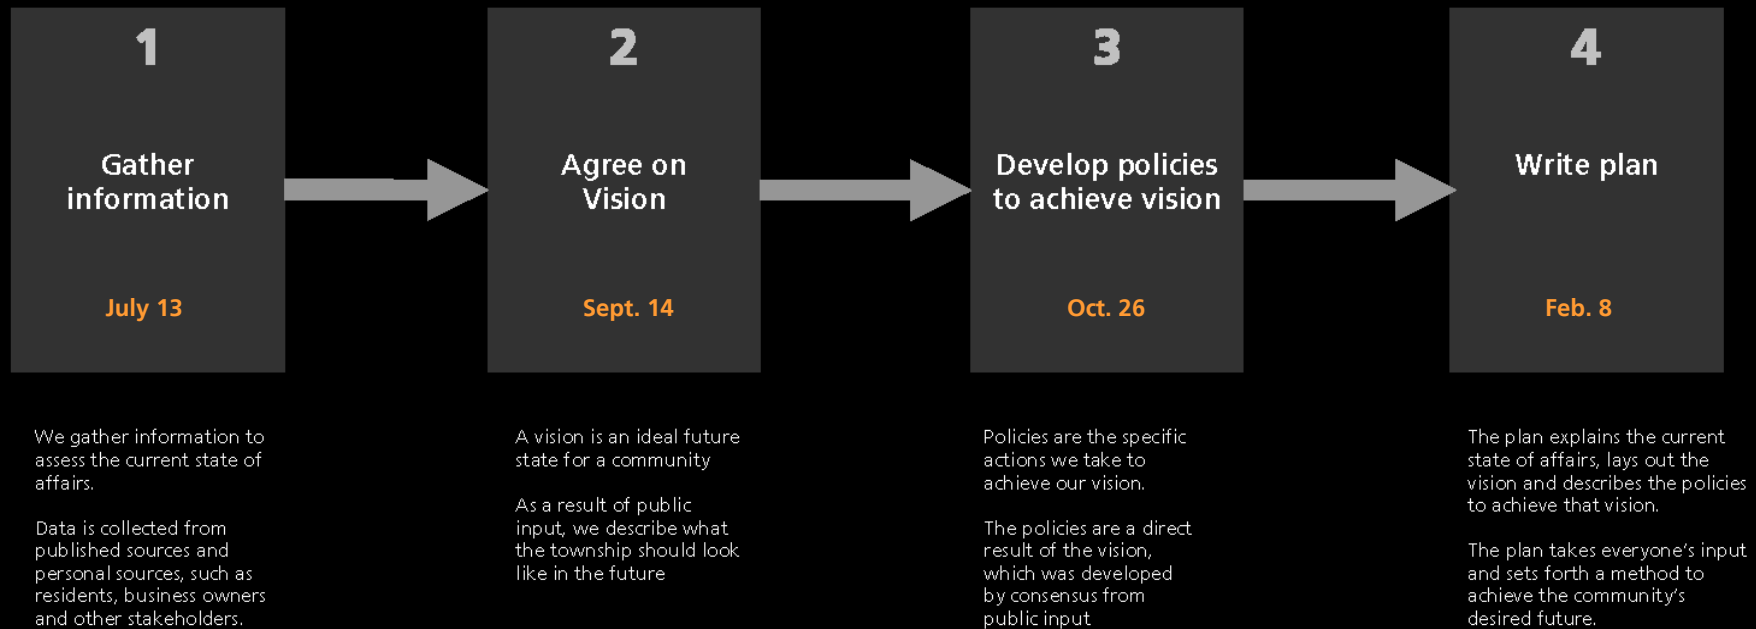 1
Gather
information
July 13
We gather information to
assess the current state of
affairs.
Data is collected from
published sources and
personal sources, such as
residents, business owners
and other stakeholders.
2
Agree on
Vision
Sept. 14
A vision is an ideal future
state for a community
As a result of public
input, we describe what
the township should look
like in the future
3
Develop policies
to achieve vision
Oct. 26
Policies are the specific
actions we take to
achieve our vision.
The policies are a direct
result of the vision,
which was developed
by consensus from
public input
4
Write plan
Feb. 8
The plan explains the current
state of affairs, lays out the
vision and describes the policies
to achieve that vision.
The plan takes everyone’s input
and sets forth a method to
achieve the community’s
desired future.